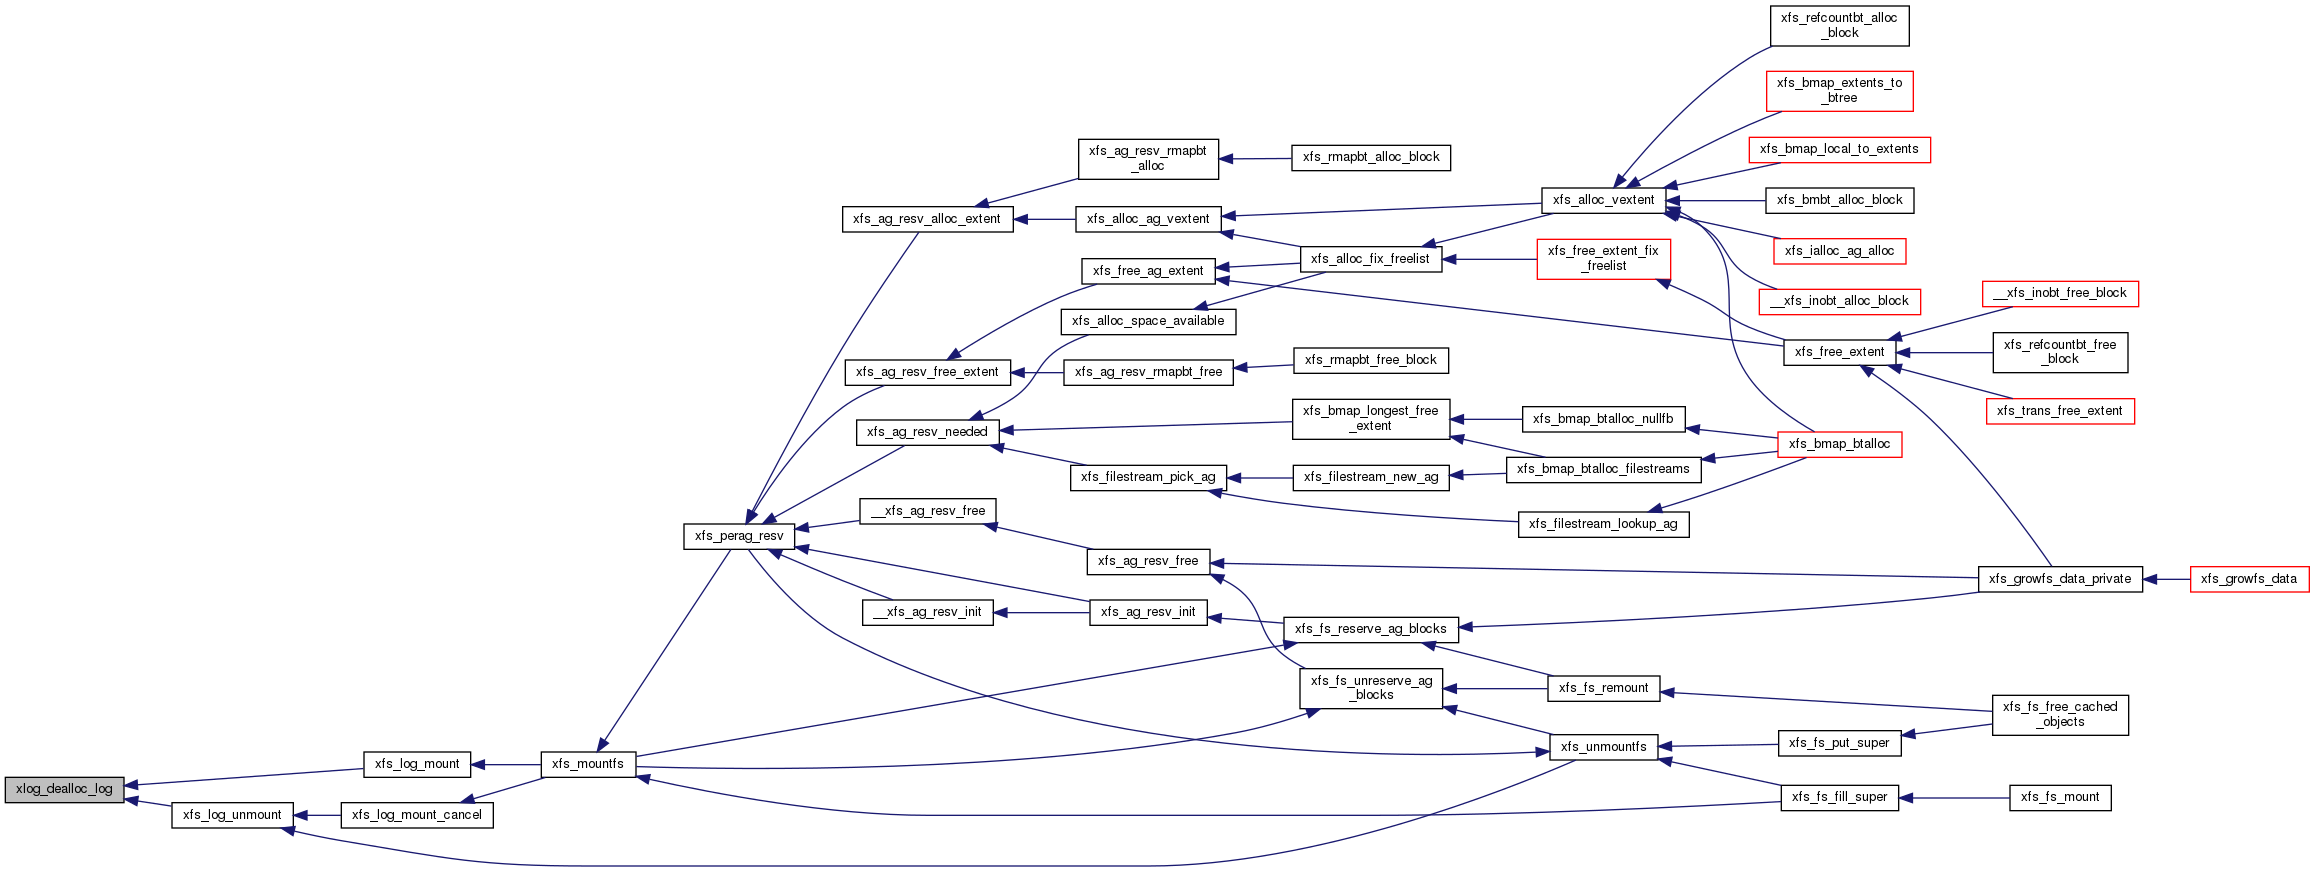 xfs_refcountbt_alloc
_block
xfs_bmap_extents_to
_btree
xfs_ag_resv_rmapbt
_alloc
xfs_rmapbt_alloc_block
xfs_bmap_local_to_extents
xfs_ag_resv_alloc_extent
xfs_alloc_ag_vextent
xfs_alloc_vextent
xfs_bmbt_alloc_block
xfs_free_ag_extent
xfs_alloc_fix_freelist
xfs_free_extent_fix
_freelist
xfs_ialloc_ag_alloc
__xfs_inobt_alloc_block
__xfs_inobt_free_block
xfs_alloc_space_available
xfs_free_extent
xfs_refcountbt_free
_block
xfs_ag_resv_free_extent
xfs_ag_resv_rmapbt_free
xfs_rmapbt_free_block
xfs_trans_free_extent
xfs_ag_resv_needed
xfs_bmap_longest_free
_extent
xfs_bmap_btalloc_nullfb
xfs_bmap_btalloc
xfs_filestream_pick_ag
xfs_filestream_new_ag
xfs_bmap_btalloc_filestreams
__xfs_ag_resv_free
xfs_filestream_lookup_ag
xfs_perag_resv
xfs_ag_resv_free
xfs_growfs_data_private
xfs_growfs_data
__xfs_ag_resv_init
xfs_ag_resv_init
xfs_fs_reserve_ag_blocks
xfs_fs_unreserve_ag
_blocks
xfs_fs_remount
xfs_fs_free_cached
_objects
xfs_unmountfs
xfs_fs_put_super
xfs_log_mount
xfs_mountfs
xlog_dealloc_log
xfs_fs_fill_super
xfs_fs_mount
xfs_log_unmount
xfs_log_mount_cancel